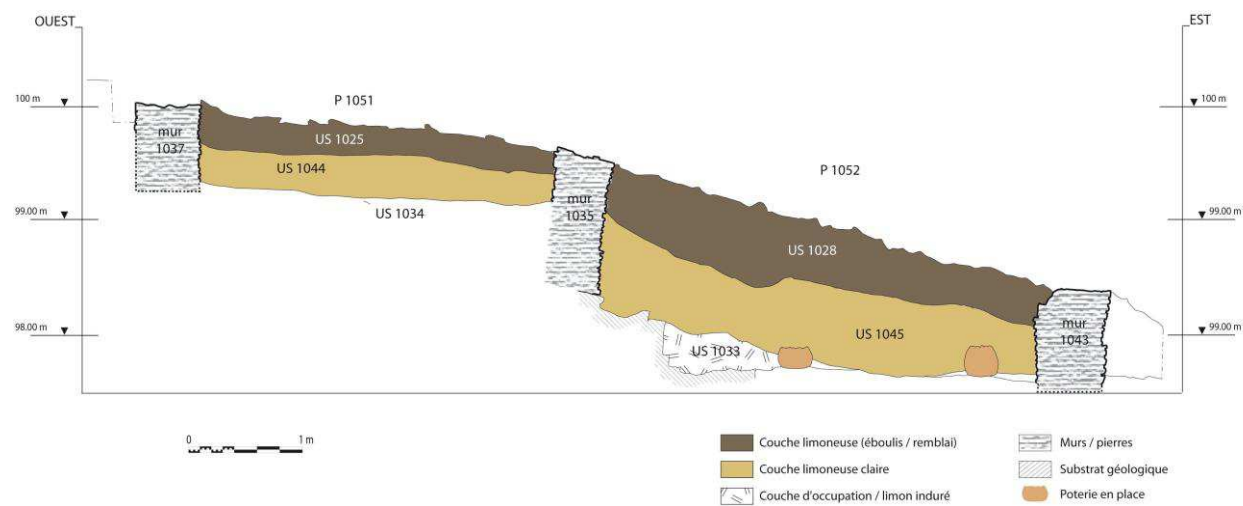 OUEST
EST
100 m
100 m
P 1051
mur
1037
US 1025
US 1044
P 1052
99.00 m
US 1034
mur
1035
99.00 m
US 1028
98.00 m
US 1033
US 1045
mur
1043
99.00 m
0
1 m
Couche limoneuse (éboulis / remblai)
Murs / pierres
Couche limoneuse claire
Substrat géologique
Couche d'occupation / limon induré
Poterie en place